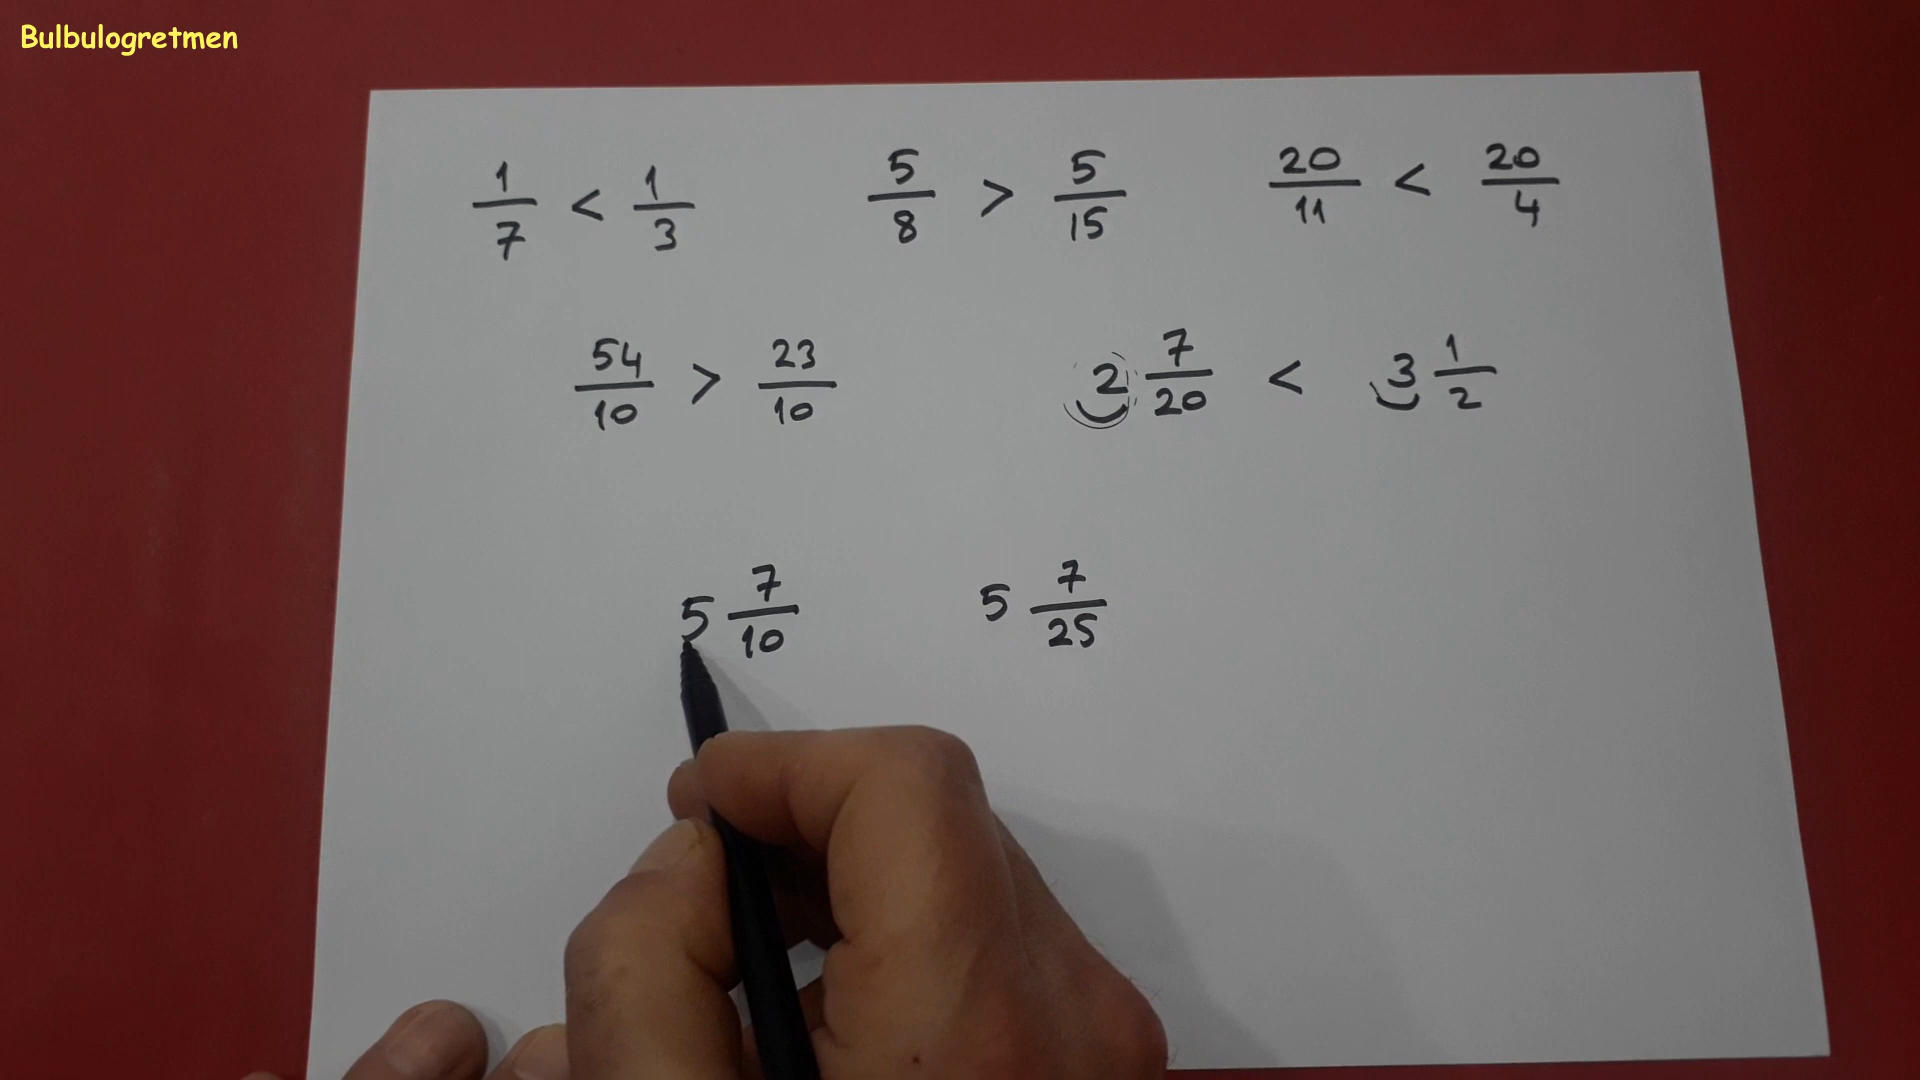 Bulbulogretmen
1/7 < 1/3 5/8 > 5/15 20/11 < 20/4
54/10 > 23/10 2 7/20 < 3 1/2
5 7/10 5 7/25